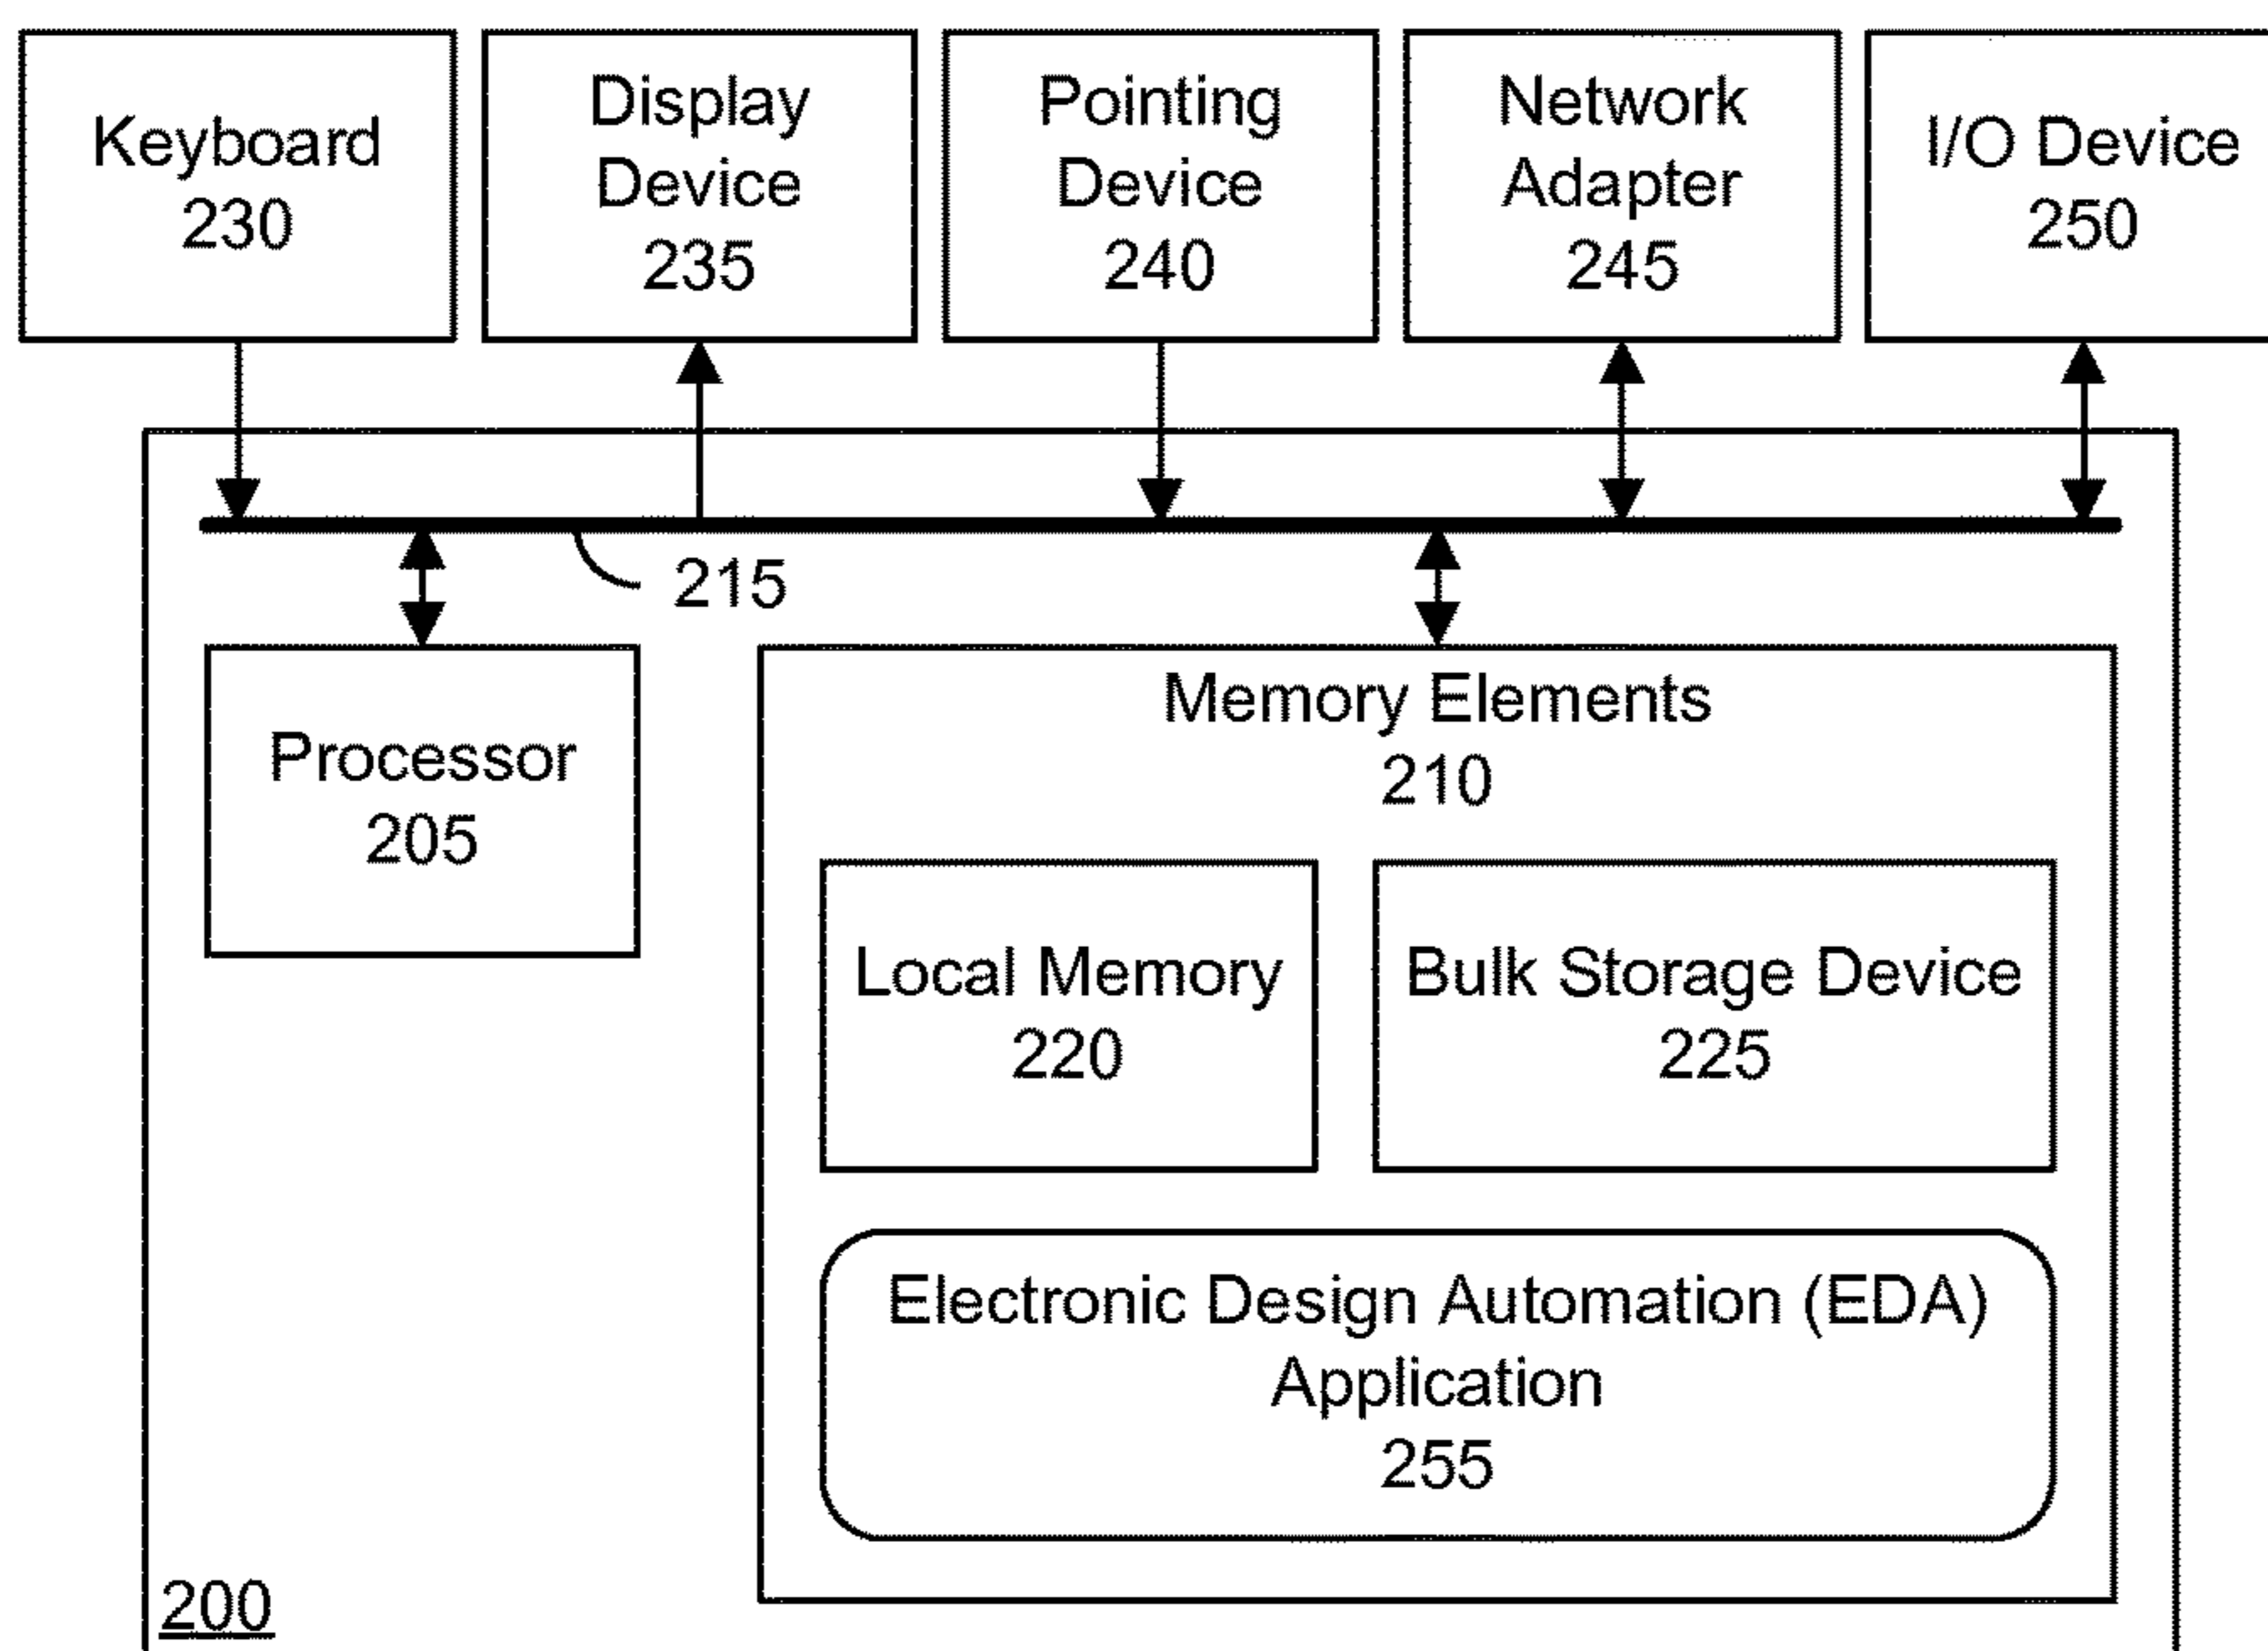 Keyboard
230
Display
Device
235
Pointing
Device
240
Network
Adapter
245
I/O Device
250
215
Processor
205
Memory Elements
210
Local Memory
220
Bulk Storage Device
225
Electronic Design Automation (EDA)
Application
255
200